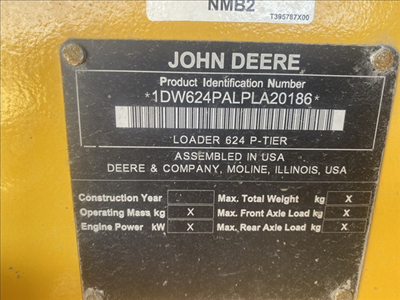 NMB2
T395787X00
JOHN DEERE
Product Identification Number
*1DW624PALPLA20186*
LOADER 624 P-TIER
ASSEMBLED IN USA
DEERE & COMPANY, MOLINE, ILLINOIS, USA
Construction Year Max. Total Weight kg X
Operating Mass kg X Max. Front Axle Load kg X
Engine Power kW X Max. Rear Axle Load kg X